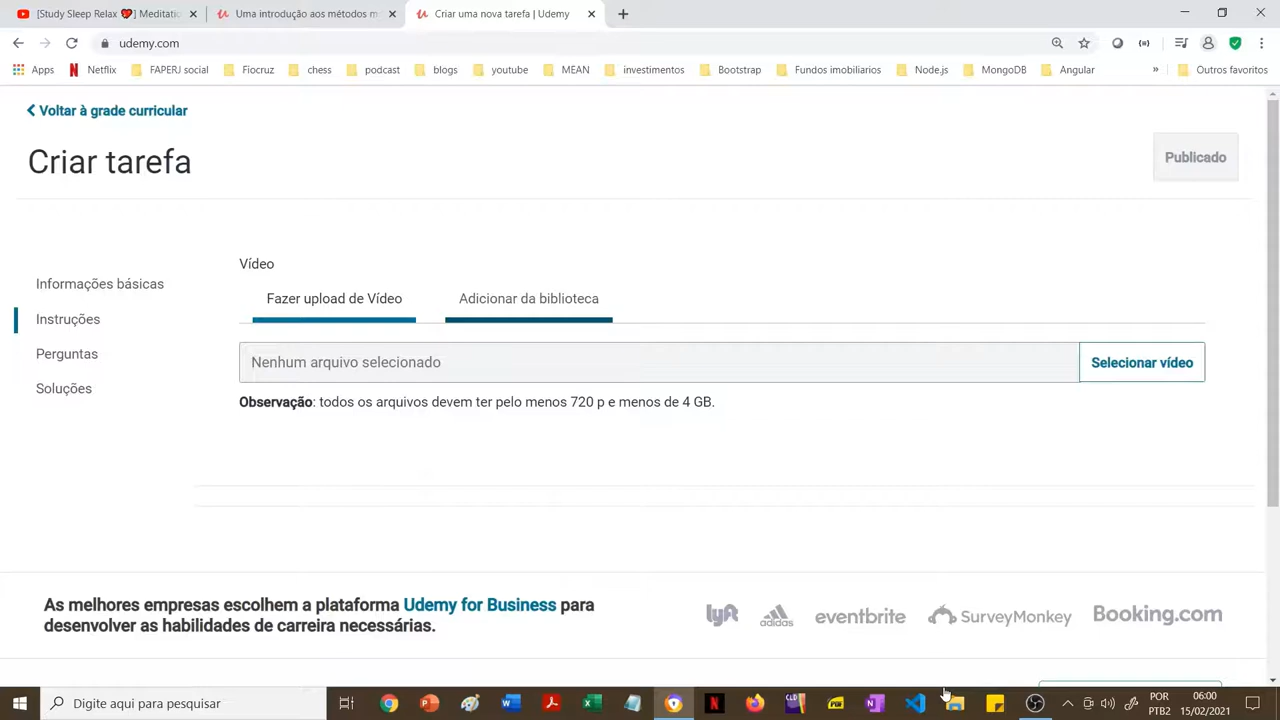 [Study Sleep Relax 💖] Meditatic
Uma introdução aos métodos m
Criar uma nova tarefa | Udemy
udemy.com
Apps
Netflix
FAPERJ social
Fiocruz
chess
podcast
blogs
youtube
MEAN
investimentos
Bootstrap
Fundos imobiliarios
Node.js
MongoDB
Angular
»
Outros favoritos
Voltar à grade curricular
Criar tarefa
Publicado
Informações básicas
Instruções
Perguntas
Soluções
Vídeo
Fazer upload de Vídeo
Adicionar da biblioteca
Nenhum arquivo selecionado
Selecionar vídeo
Observação: todos os arquivos devem ter pelo menos 720 p e menos de 4 GB.
As melhores empresas escolhem a plataforma Udemy for Business para
desenvolver as habilidades de carreira necessárias.
lyft
adidas
eventbrite
SurveyMonkey
Booking.com
Digite aqui para pesquisar
POR
PTB2
06:00
15/02/2021